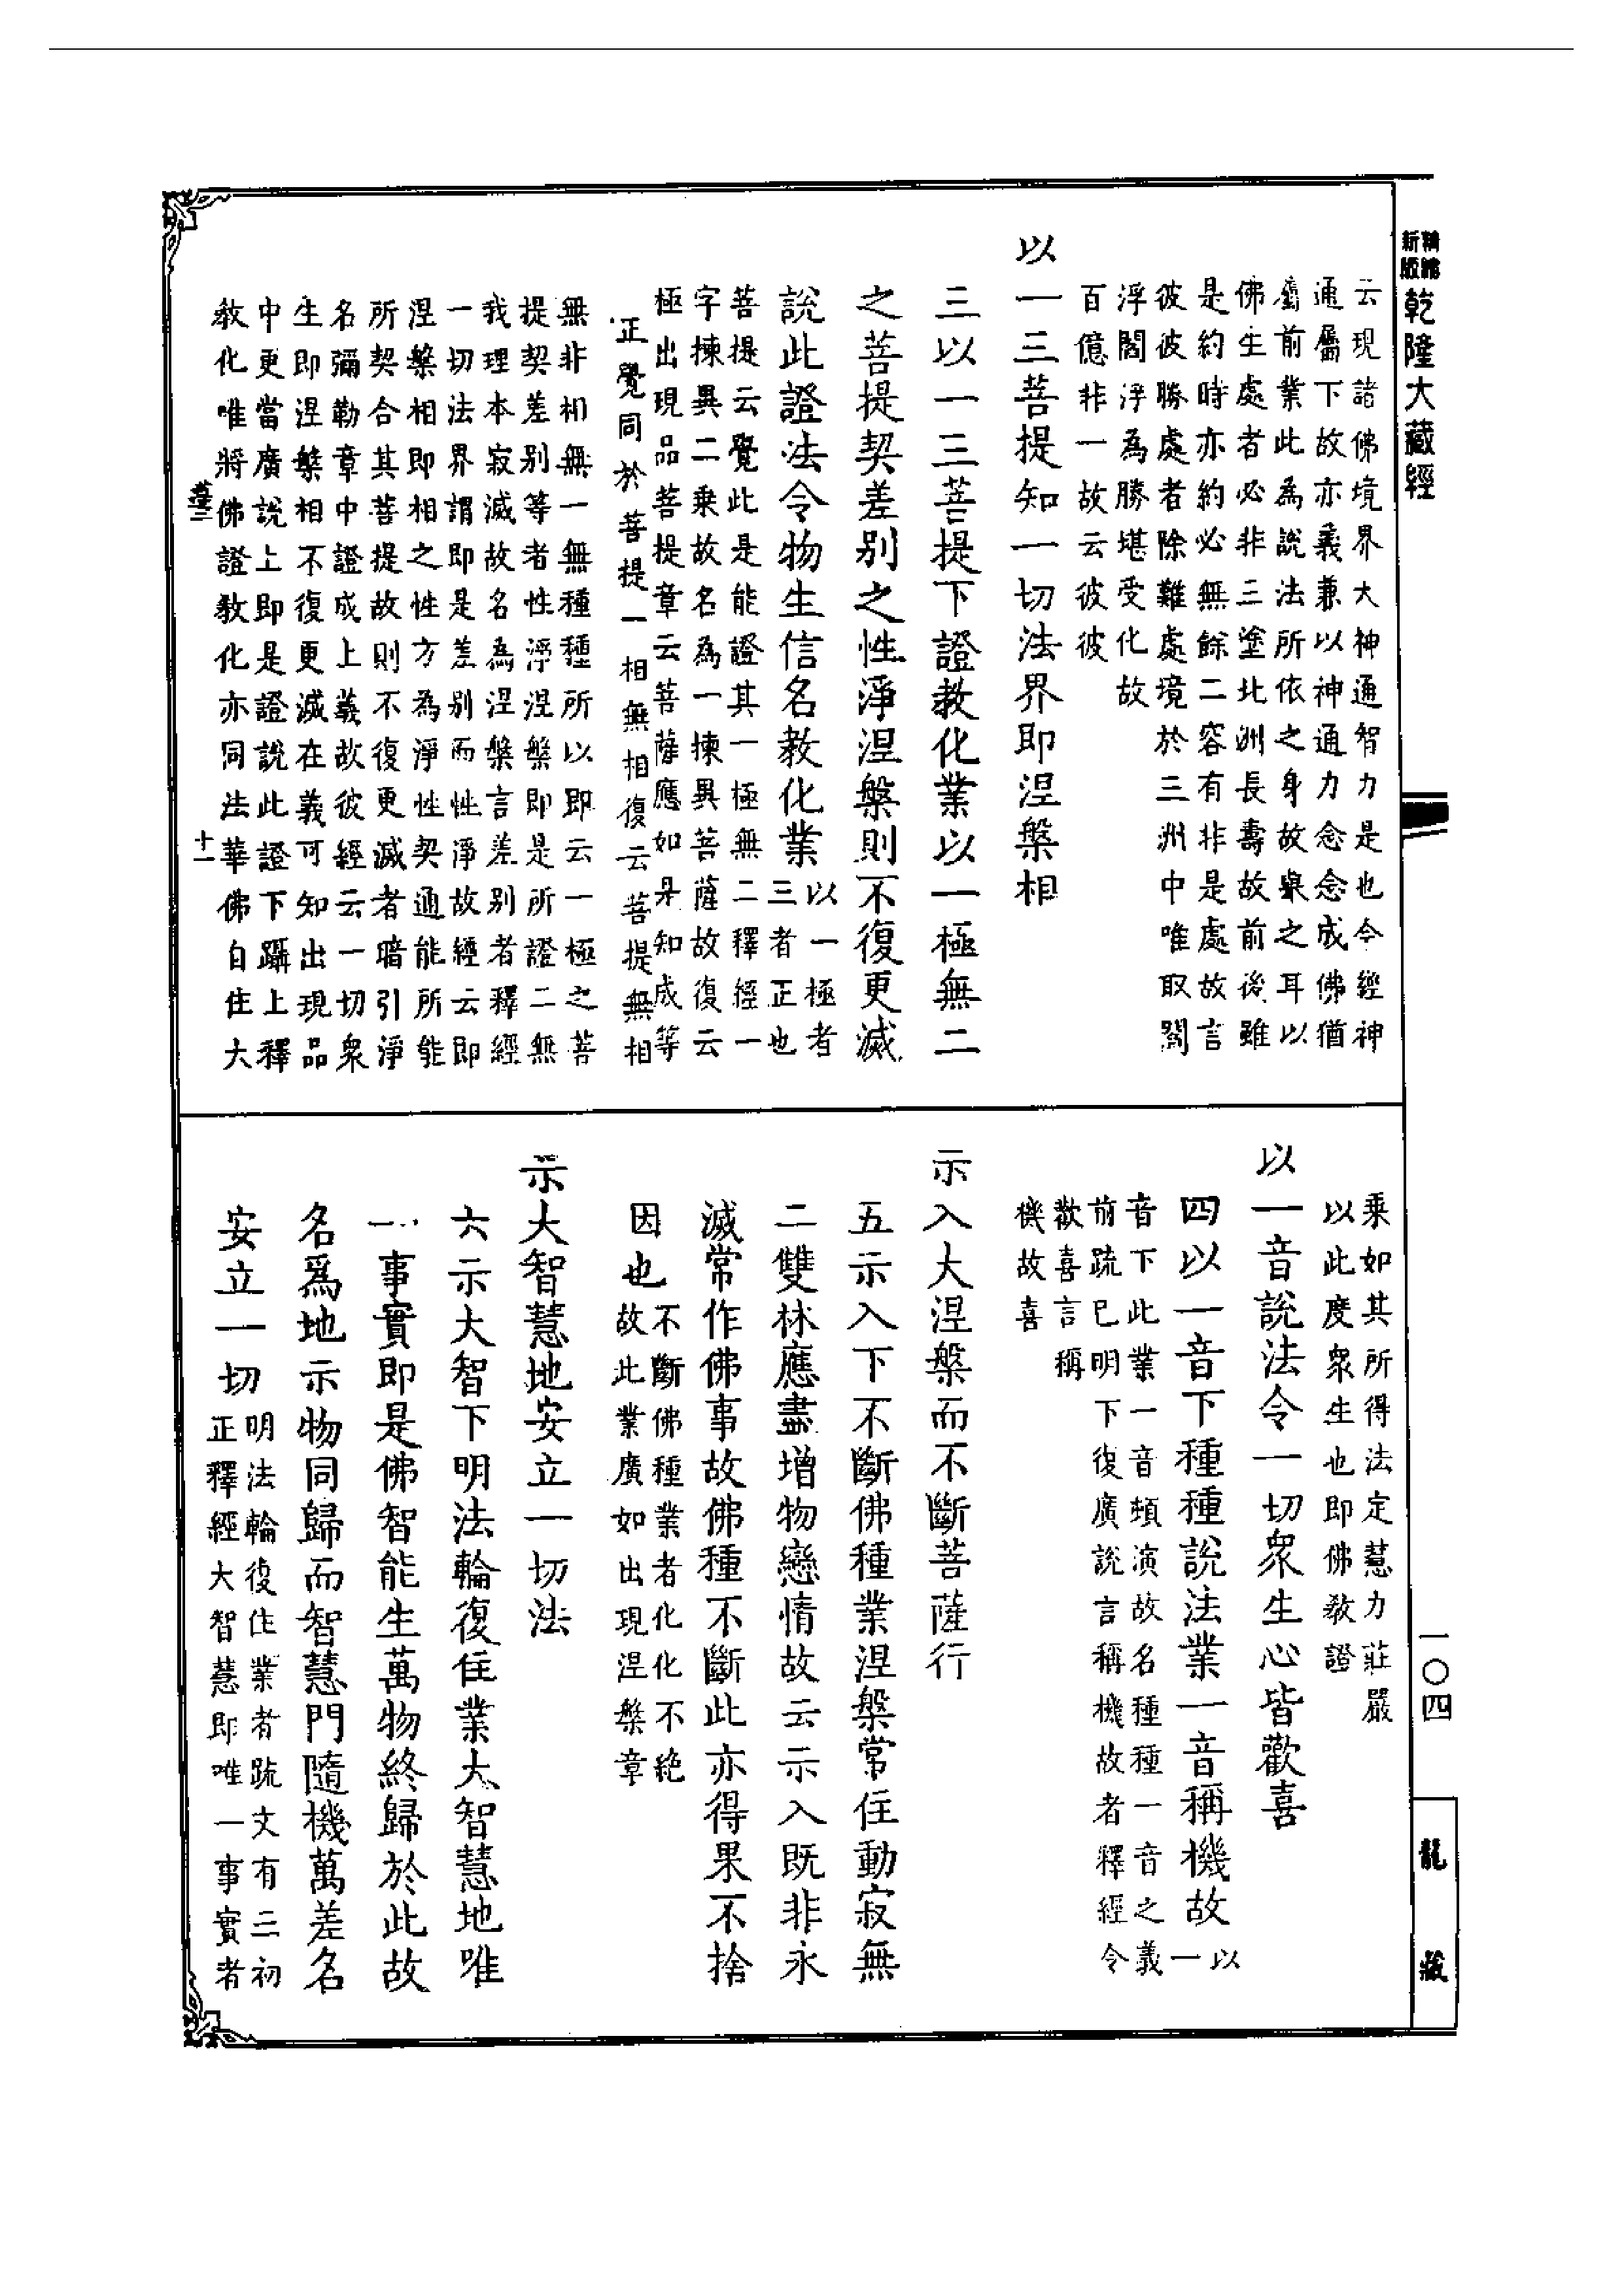 新版
精縮
乾隆大藏經
云現諸佛境界大神通智力是也今經神
通屬下故亦義兼以神通力念念成佛猶
屬前業此為說法所依之身故臬之耳以
佛生處者必非三塗北洲長壽故前後雖
是約時亦約必無餘二容有非是處故言
彼彼勝處者除難處境於三洲中唯取閻
浮閻浮為勝堪受化故
百億非一故云彼彼
以一三菩提知一切法界即涅槃相
三以一三菩提下證教化業以一極無二
之菩提契差别之性淨涅槃則不復更滅
說此證法令物生信名教化業
以一極者
三者正也
菩提云覺此是能證其一極無二釋經一
字揀異二乗故名為一揀異菩薩故復云
極出現品菩提章云菩薩應如是知成等
正覺同於菩提一相無相復云菩提無相
無非相無一無種種所以即云一極之菩
提契差别等者性淨涅槃即是所證二無
我理本寂滅故名為涅槃言差别者釋經
一切法界謂即是差别而性淨故經云即
涅槃相即相之性方為淨性契通能所能
所契合其菩提故則不復更滅者暗引淨
名彌勒章中證成上義故彼經云一切衆
生即涅槃相不復更滅在義可知出現品
中更當廣說上即是證說此證下躡上釋
教化唯將佛證教化亦同法華佛自住大
十一
乘如其所得法定慧力莊嚴
以此度衆生也即佛教證
以一音說法令一切衆生心皆歡喜
四以一音下種種說法業一音稱機故
以
一
音下此業一音頓演故名種種一音之義
前疏已明下復廣說言稱機故者釋經令
歡喜言稱
機故喜
示入大涅槃而不斷菩薩行
五示入下不斷佛種業涅槃常住動寂無
二雙林應盡增物戀情故云示入既非永
滅常作佛事故佛種不斷此亦得果不捨
因也
不斷佛種業者化化不絶
故此業廣如出現涅槃章
示大智慧地安立一切法
六示大智下明法輪復住業大智慧地唯
一事實即是佛智能生萬物終歸於此故
名爲地示物同歸而智慧門隨機萬差名
安立一切
明法輪復住業者疏文有三初
正釋經大智慧即唯一事實者
一〇四
龍藏